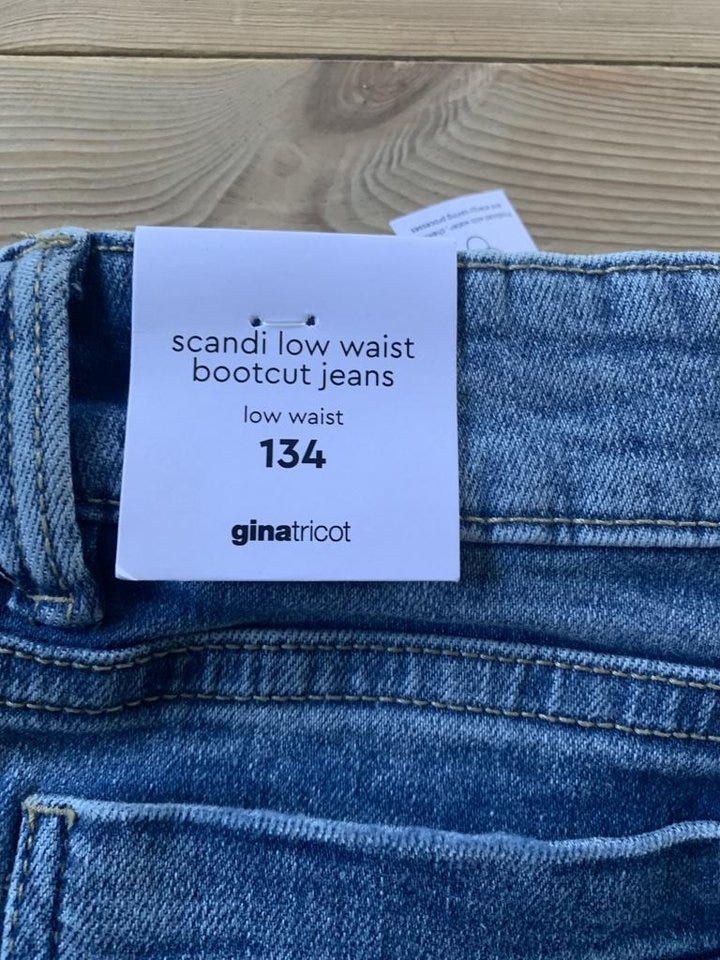 scandi low waist
bootcut jeans
low waist
134
ginatricot